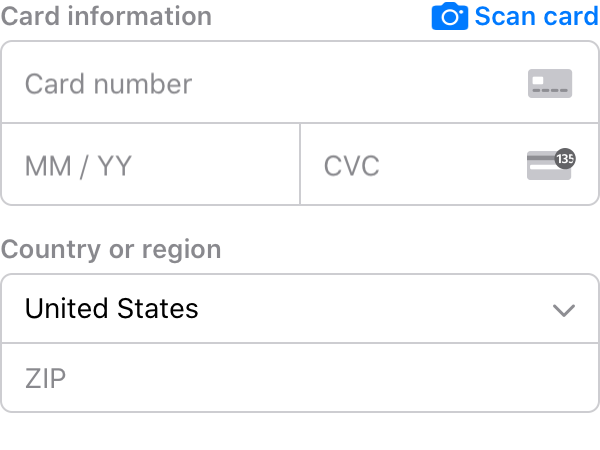 Card information
Scan card
Card number
MM / YY
CVC
135
Country or region
United States
ZIP